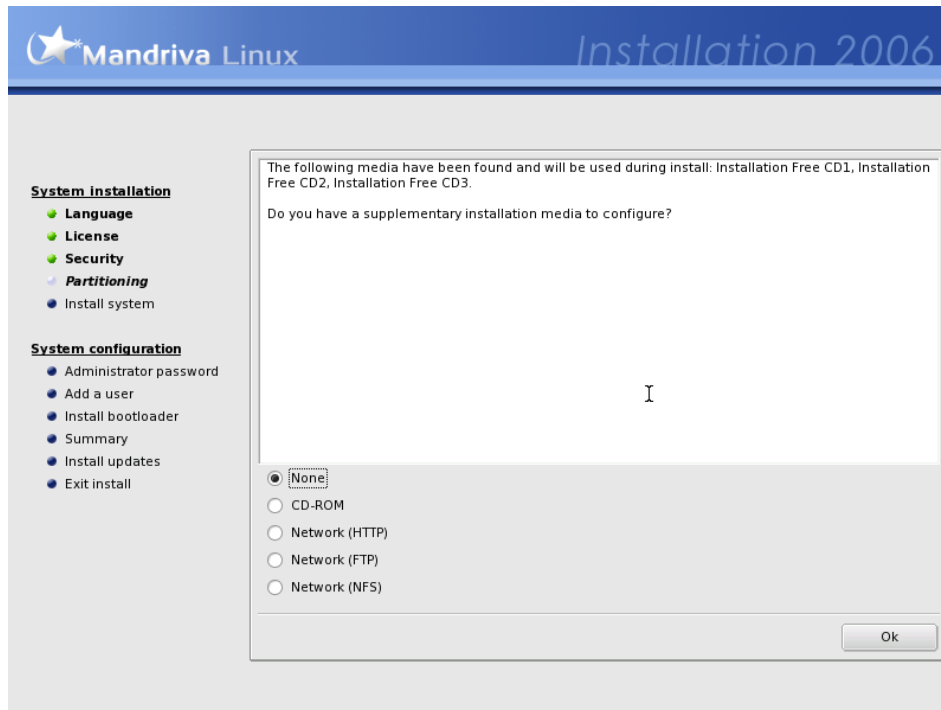 Mandriva Linux
Installation 2006
System installation
Language
License
Security
Partitioning
Install system
System configuration
Administrator password
Add a user
Install bootloader
Summary
Install updates
Exit install
The following media have been found and will be used during install: Installation Free CD1, Installation
Free CD2, Installation Free CD3.
Do you have a supplementary installation media to configure?
None
CD-ROM
Network (HTTP)
Network (FTP)
Network (NFS)
Ok